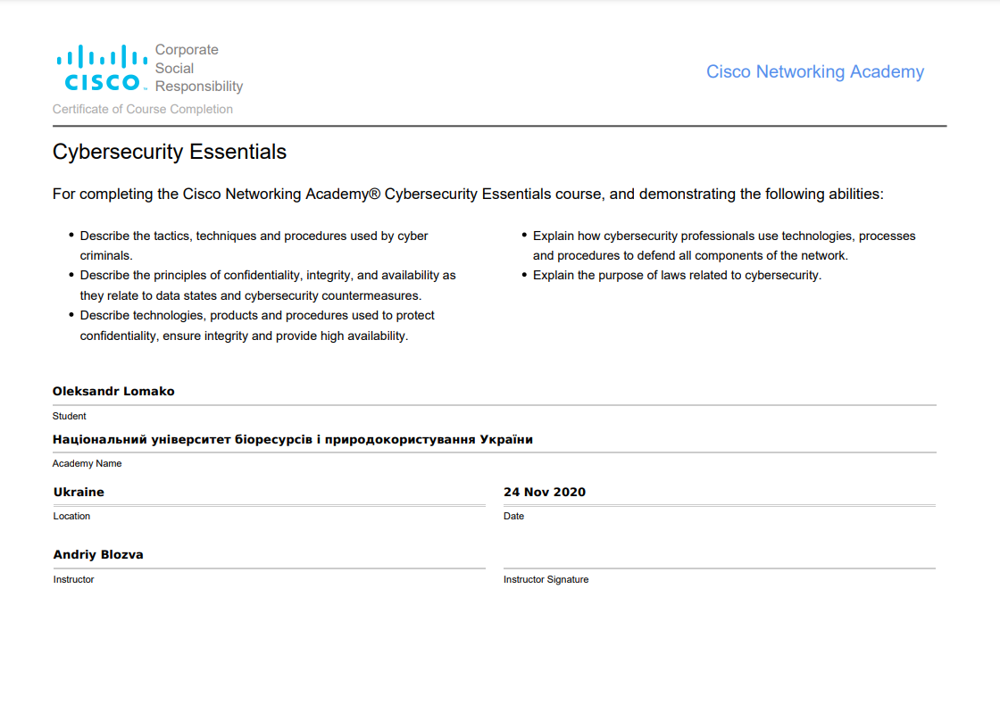 CISCO
Corporate
Social
Responsibility
Cisco Networking Academy
Certificate of Course Completion
Cybersecurity Essentials
For completing the Cisco Networking Academy® Cybersecurity Essentials course, and demonstrating the following abilities:
• Describe the tactics, techniques and procedures used by cyber
criminals.
• Describe the principles of confidentiality, integrity, and availability as
they relate to data states and cybersecurity countermeasures.
• Describe technologies, products and procedures used to protect
confidentiality, ensure integrity and provide high availability.
• Explain how cybersecurity professionals use technologies, processes
and procedures to defend all components of the network.
• Explain the purpose of laws related to cybersecurity.
Oleksandr Lomako
Student
Національний університет біоресурсів і природокористування України
Academy Name
Ukraine
Location
24 Nov 2020
Date
Andriy Blozva
Instructor
Instructor Signature